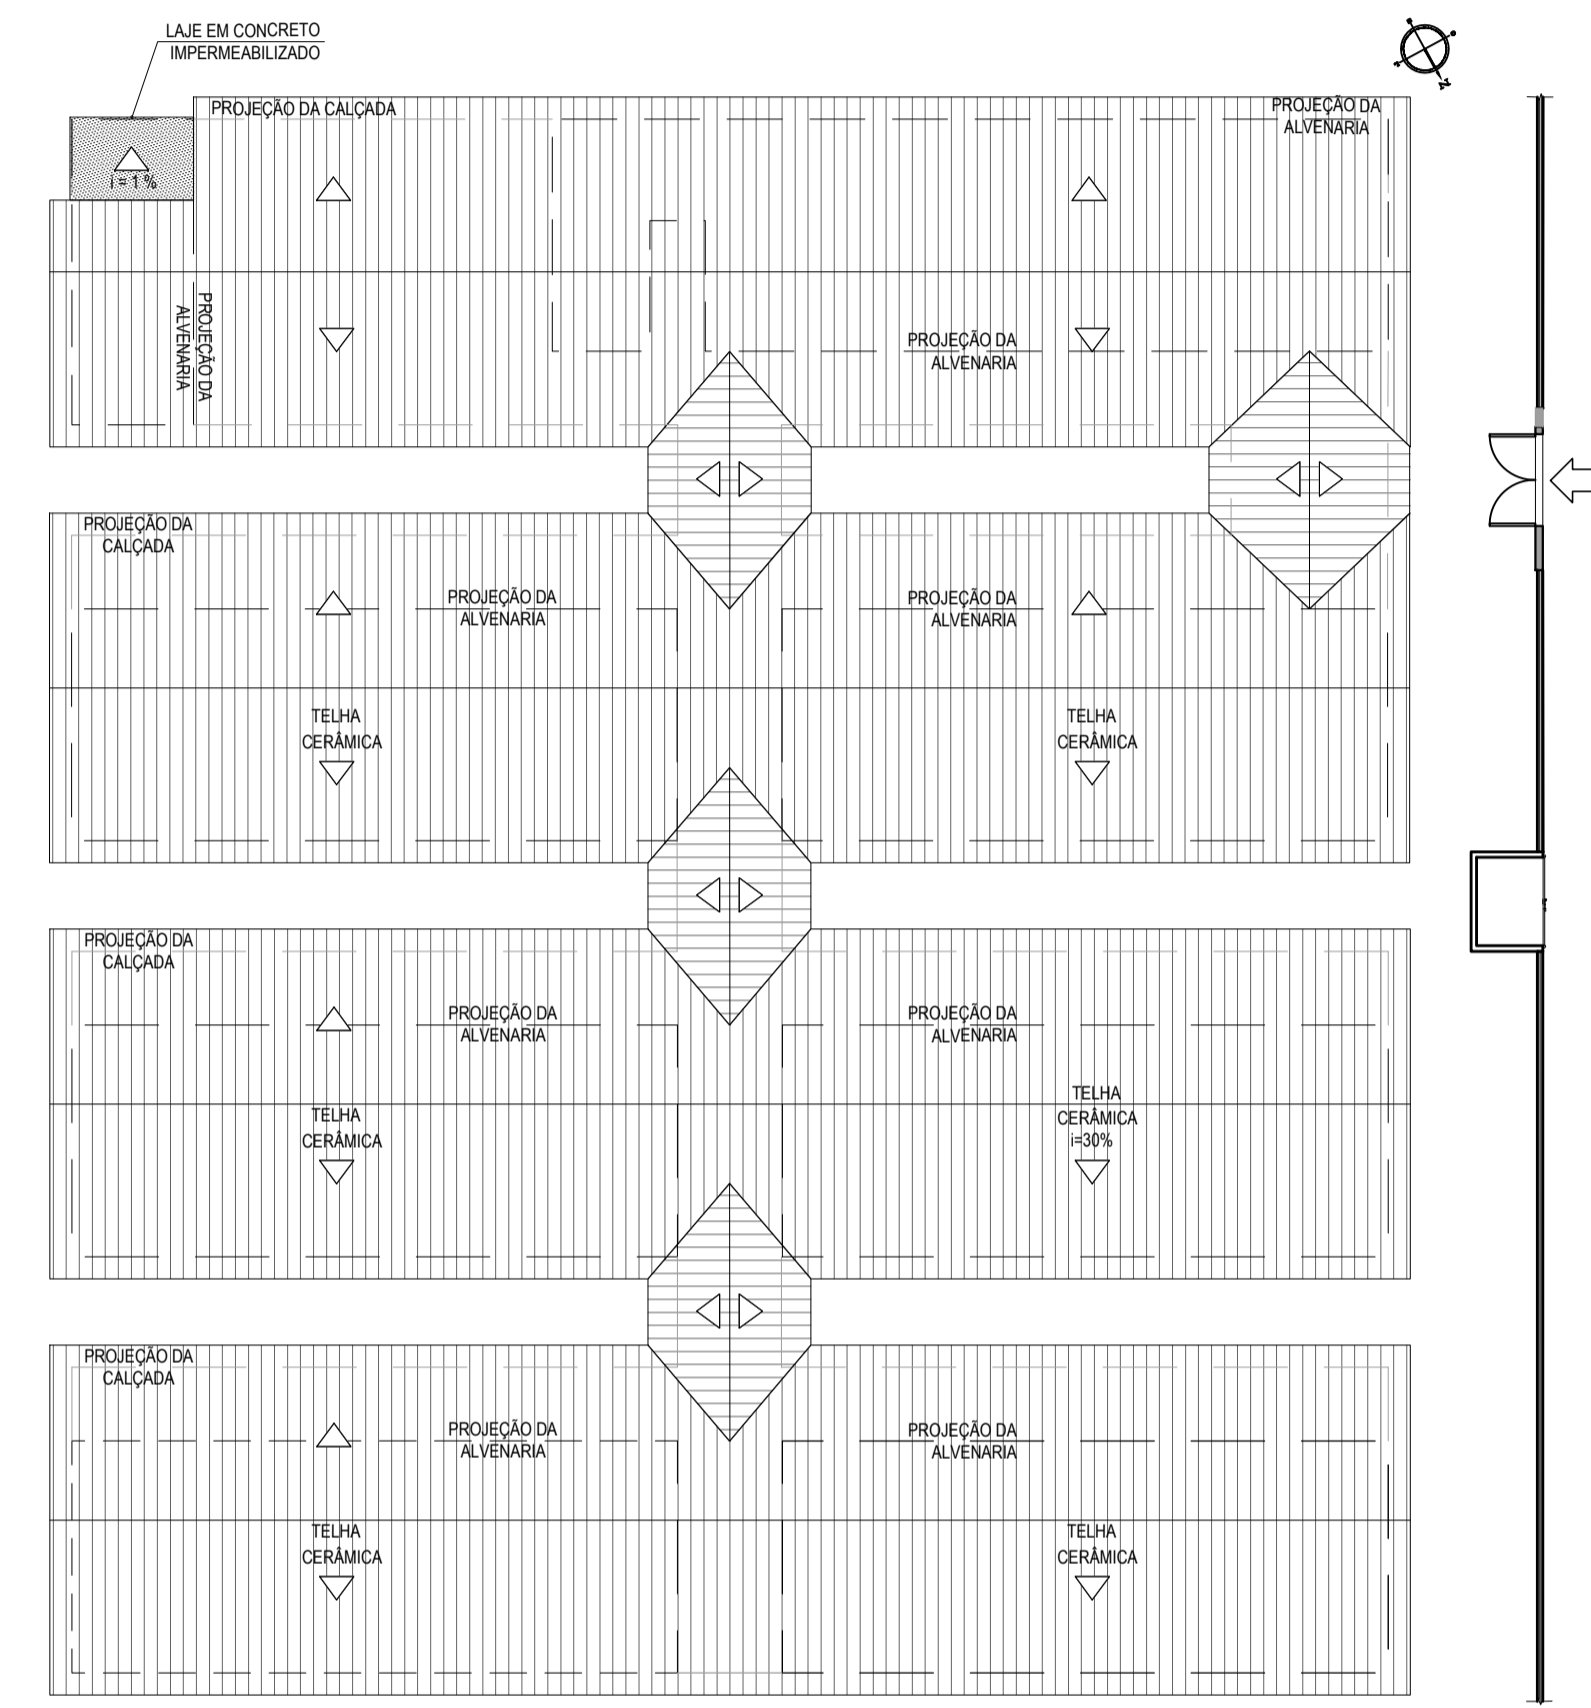 LAJE EM CONCRETO
IMPERMEABILIZADO
PROJEÇÃO DA CALÇADA
PROJEÇÃO DA
ALVENARIA
i = 1 %
PROJEÇÃO DA
ALVENARIA
PROJEÇÃO DA
ALVENARIA
PROJEÇÃO DA
CALÇADA
PROJEÇÃO DA
ALVENARIA
PROJEÇÃO DA
ALVENARIA
TELHA
CERÂMICA
TELHA
CERÂMICA
PROJEÇÃO DA
CALÇADA
PROJEÇÃO DA
ALVENARIA
PROJEÇÃO DA
ALVENARIA
TELHA
CERÂMICA
TELHA
CERÂMICA
i=30%
PROJEÇÃO DA
CALÇADA
PROJEÇÃO DA
ALVENARIA
PROJEÇÃO DA
ALVENARIA
TELHA
CERÂMICA
TELHA
CERÂMICA